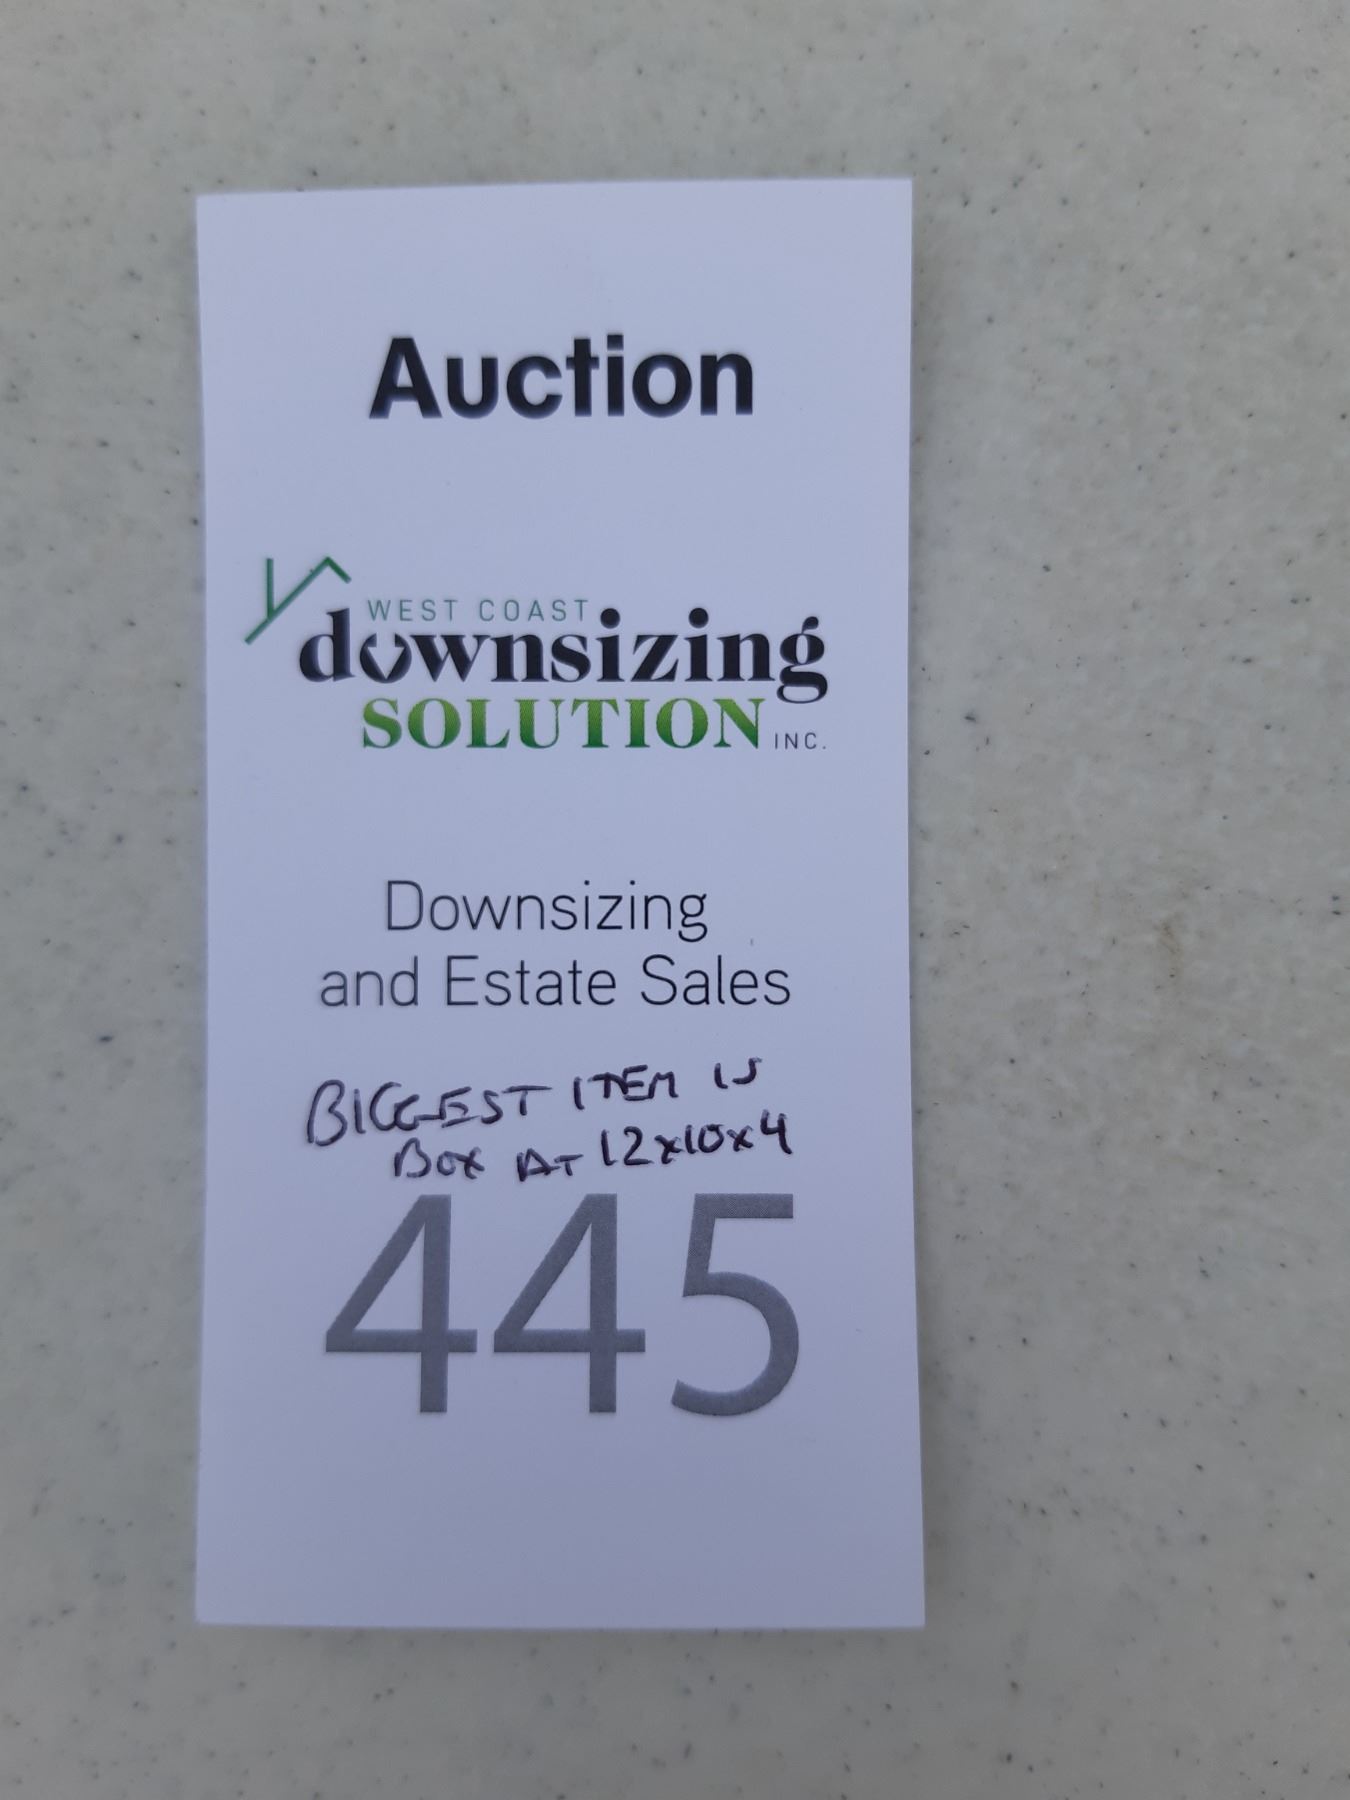 Auction
WEST COAST
downsizing
SOLUTION INC.
Downsizing
and Estate Sales
BIGGEST ITEM IS
BOX AT 12x10x4
445